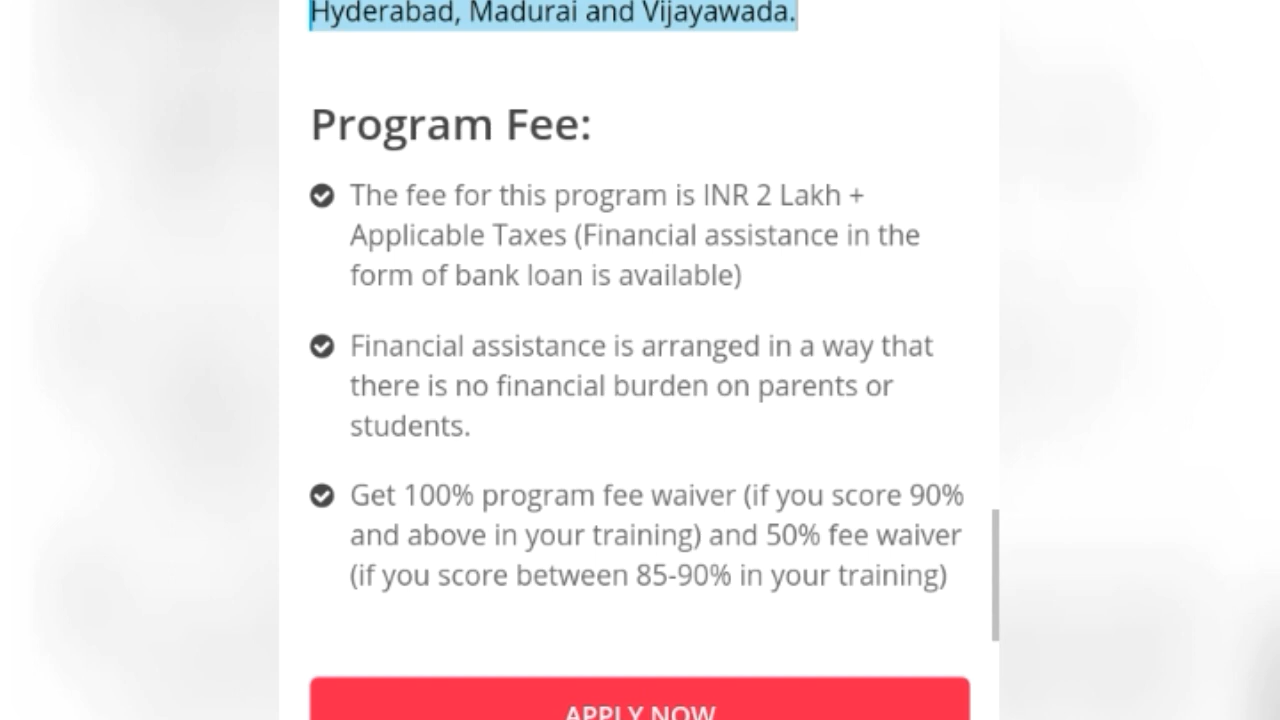 Hyderabad, Madurai and Vijayawada.
Program Fee:
The fee for this program is INR 2 Lakh +
Applicable Taxes (Financial assistance in the
form of bank loan is available)
Financial assistance is arranged in a way that
there is no financial burden on parents or
students.
Get 100% program fee waiver (if you score 90%
and above in your training) and 50% fee waiver
(if you score between 85-90% in your training)
APPLY NOW